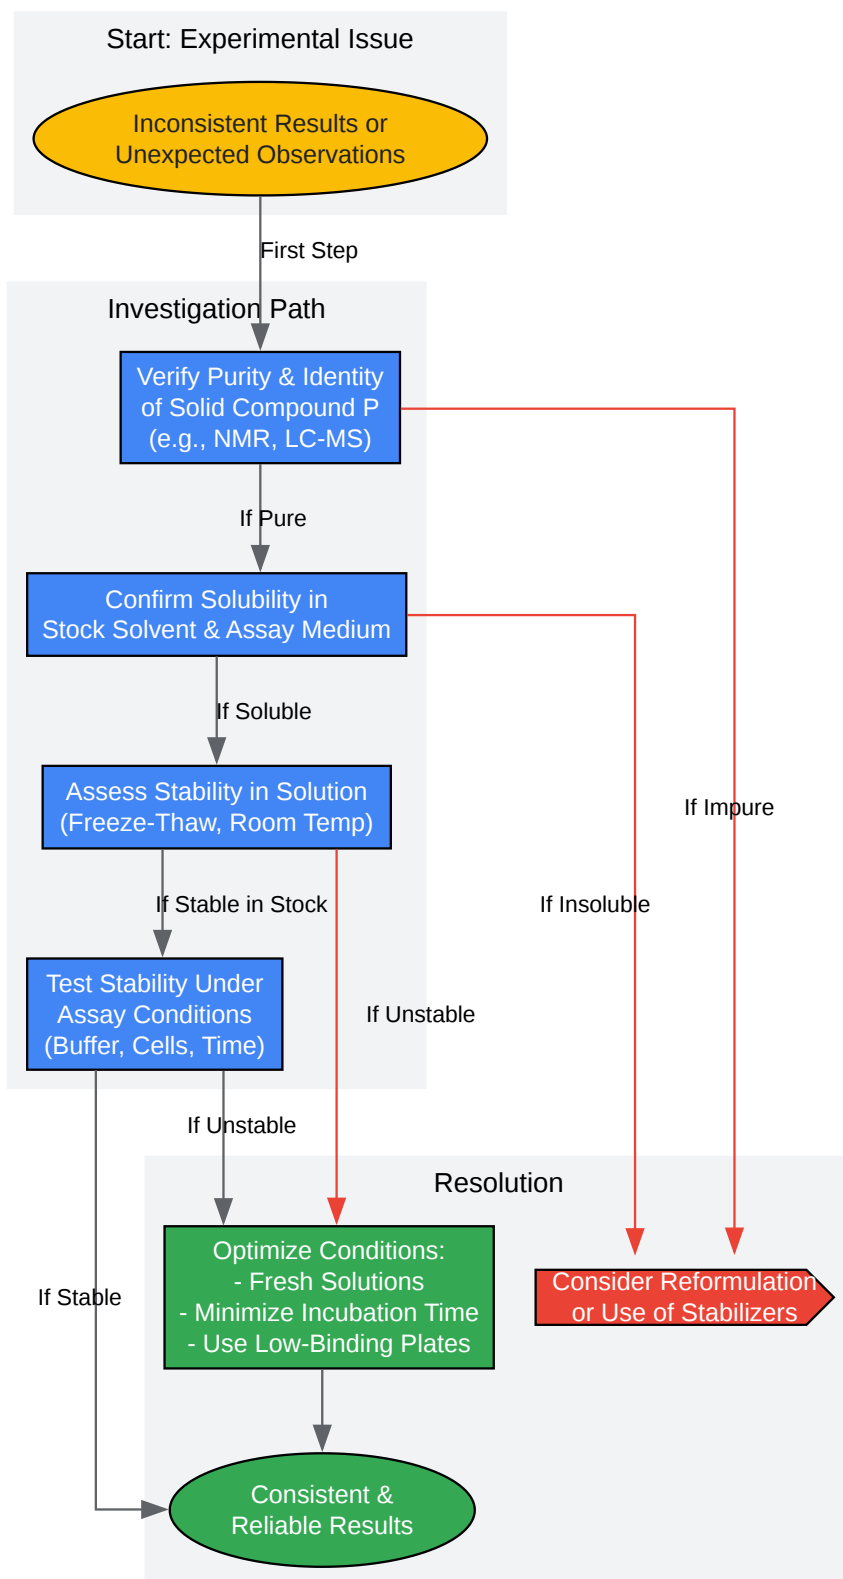 Start: Experimental Issue
Inconsistent Results or
Unexpected Observations
First Step
Investigation Path
Verify Purity & Identity
of Solid Compound P
(e.g., NMR, LC-MS)
If Pure
Confirm Solubility in
Stock Solvent & Assay Medium
If Soluble
Assess Stability in Solution
(Freeze-Thaw, Room Temp)
If Impure
If Stable in Stock
If Insoluble
Test Stability Under
Assay Conditions
(Buffer, Cells, Time)
If Unstable
If Unstable
Resolution
Optimize Conditions:
- Fresh Solutions
- Minimize Incubation Time
- Use Low-Binding Plates
Consider Reformulation
or Use of Stabilizers
If Stable
Consistent &
Reliable Results